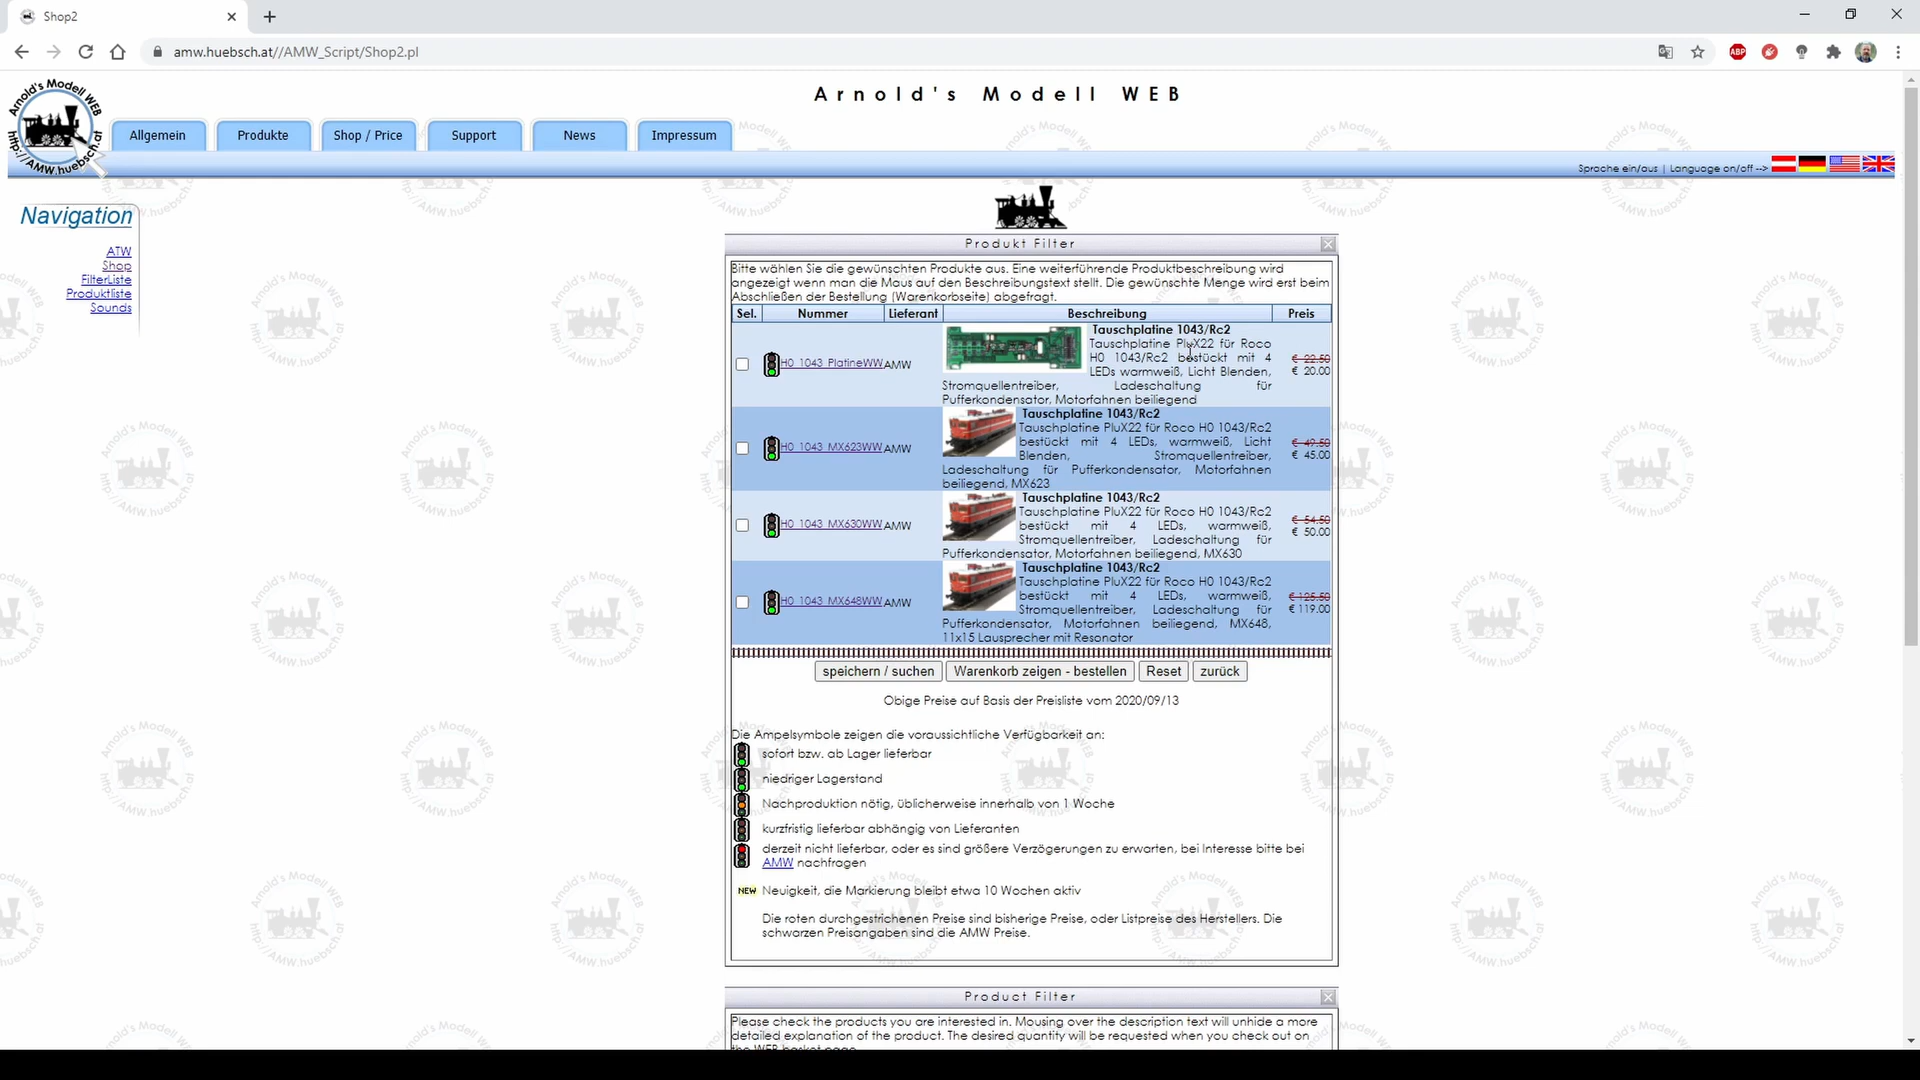 Shop2
amw.huebsch.at//AMW_Script/Shop2.pl
ABP
Arnold's Modell WEB
Arnold's Modell WEB
http://AMW.huebsch.at
Allgemein
Produkte
Shop / Price
Support
News
Impressum
Sprache ein/aus | Language on/off -->
Navigation
ATW
Shop
FilterListe
Produktliste
Sounds
Produkt Filter
Bitte wählen Sie die gewünschten Produkte aus. Eine weiterführende Produktbeschreibung wird
angezeigt wenn man die Maus auf den Beschreibungstext stellt. Die gewünschte Menge wird erst beim
Abschließen der Bestellung (Warenkorbseite) abgefragt.
Sel. Nummer Lieferant Beschreibung Preis
H0_1043_PlatineWW AMW
Tauschplatine 1043/Rc2
Tauschplatine PluX22 für Roco
H0 1043/Rc2 bestückt mit 4
LEDs warmweiß, Licht Blenden,
Stromquellentreiber, Ladeschaltung für
Pufferkondensator, Motorfahnen beiliegend
€ 22.50
€ 20.00
H0_1043_MX623WW AMW
Tauschplatine 1043/Rc2
Tauschplatine PluX22 für Roco H0 1043/Rc2
bestückt mit 4 LEDs, warmweiß, Licht
Blenden, Stromquellentreiber,
Ladeschaltung für Pufferkondensator, Motorfahnen
beiliegend, MX623
€ 49.50
€ 45.00
H0_1043_MX630WW AMW
Tauschplatine 1043/Rc2
Tauschplatine PluX22 für Roco H0 1043/Rc2
bestückt mit 4 LEDs, warmweiß,
Stromquellentreiber, Ladeschaltung für
Pufferkondensator, Motorfahnen beiliegend, MX630
€ 54.50
€ 50.00
H0_1043_MX648WW AMW
Tauschplatine 1043/Rc2
Tauschplatine PluX22 für Roco H0 1043/Rc2
bestückt mit 4 LEDs, warmweiß,
Stromquellentreiber, Ladeschaltung für
Pufferkondensator, Motorfahnen beiliegend, MX648,
11x15 Lausprecher mit Resonator
€ 125.50
€ 119.00
speichern / suchen
Warenkorb zeigen - bestellen
Reset
zurück
Obige Preise auf Basis der Preisliste vom 2020/09/13
Die Ampelsymbole zeigen die voraussichtliche Verfügbarkeit an:
sofort bzw. ab Lager lieferbar
niedriger Lagerstand
Nachproduktion nötig, üblicherweise innerhalb von 1 Woche
kurzfristig lieferbar abhängig von Lieferanten
derzeit nicht lieferbar, oder es sind größere Verzögerungen zu erwarten, bei Interesse bitte bei
AMW nachfragen
NEW Neuigkeit, die Markierung bleibt etwa 10 Wochen aktiv
Die roten durchgestrichenen Preise sind bisherige Preise, oder Listpreise des Herstellers. Die
schwarzen Preisangaben sind die AMW Preise.
Product Filter
Please check the products you are interested in. Mousing over the description text will unhide a more
detailed explanation of the product. The desired quantity will be requested when you check out on
the WEB basket page.